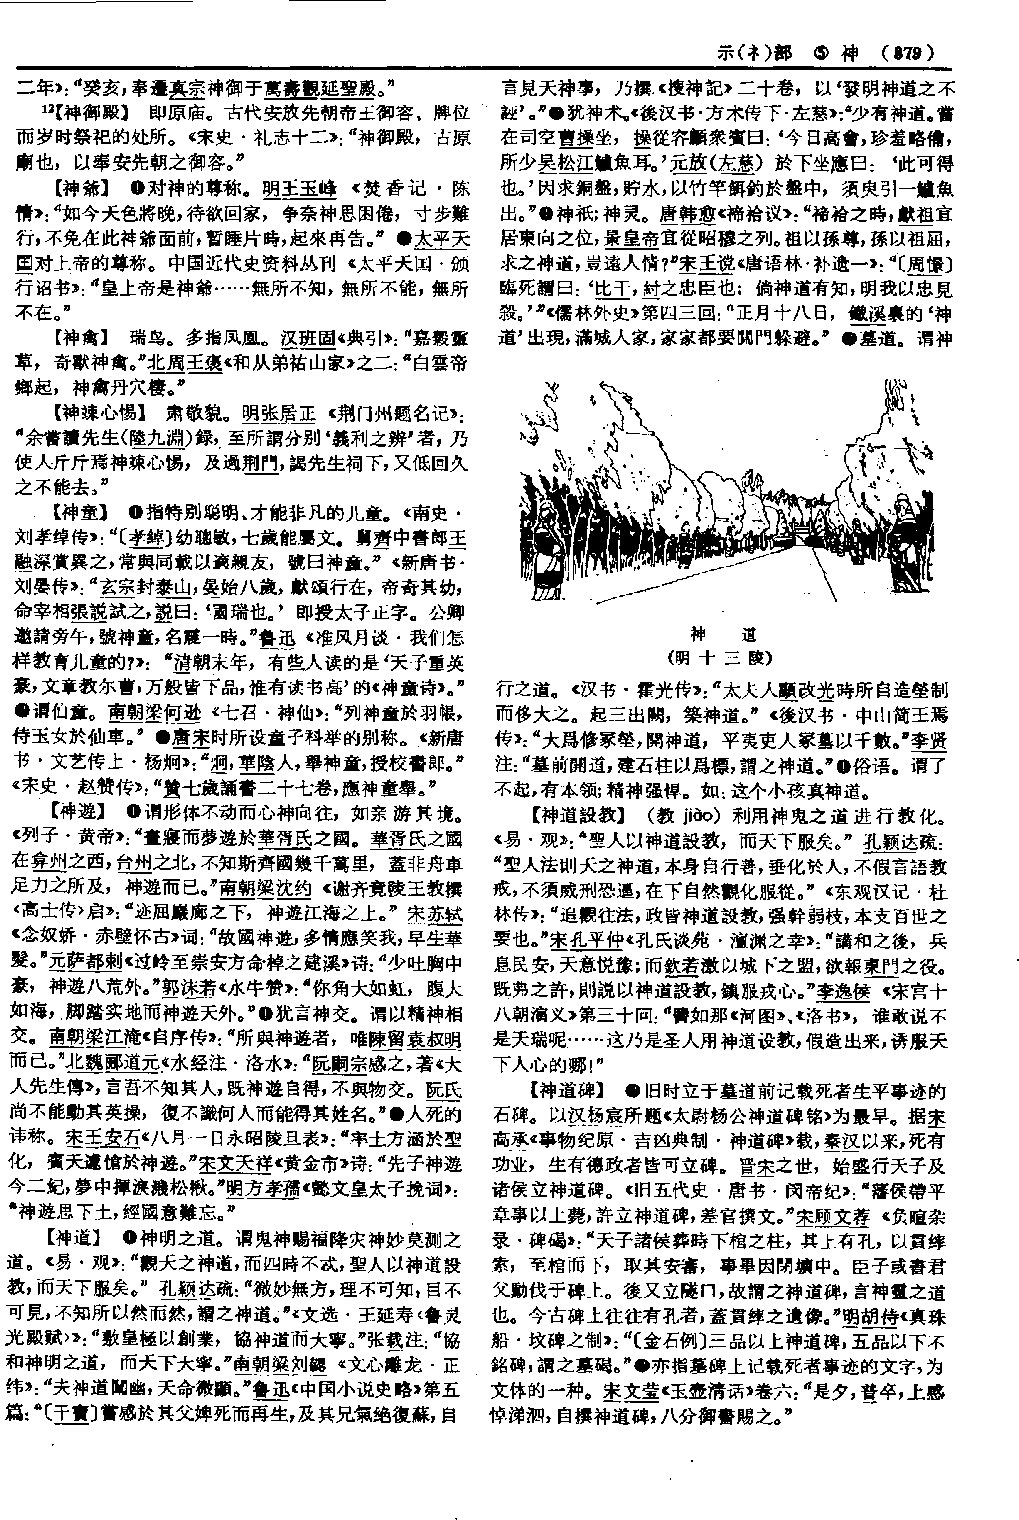 示(礻)部 ⑤ 神 (879)
二年》：“癸亥，奉遷真宗神御于萬壽觀延聖殿。”
¹²【神御殿】 即原庙。古代安放先朝帝王御容、牌位
而岁时祭祀的处所。《宋史·礼志十二》：“神御殿，古原
廟也，以奉安先朝之御容。”
【神爺】 ❶对神的尊称。明王玉峰《焚香记·陈
情》：“如今天色將晚，待欲回家，争奈神思困倦，寸步難
行，不免在此神爺面前，暫睡片時，起來再告。” ❷太平天
国对上帝的尊称。中国近代史资料丛刊《太平天国·颁
行诏书》：“皇上帝是神爺……無所不知，無所不能，無所
不在。”
【神禽】 瑞鸟。多指凤凰。汉班固《典引》：“嘉穀靈
草，奇獸神禽。”北周王褒《和从弟祐山家》之二：“白雲帝
鄉起，神禽丹穴棲。”
【神竦心惕】 肃敬貌。明张居正《荆门州题名记》：
“余嘗讀先生(陸九淵)録，至所謂分别‘義利之辨’者，乃
使人斤斤焉神竦心惕，及過荆門，謁先生祠下，又低回久
之不能去。”
【神童】 ❶指特别聪明、才能非凡的儿童。《南史·
刘孝绰传》：“〔孝綽〕幼聰敏，七歲能屬文。舅齊中書郎王
融深賞異之，常與同載以適親友，號曰神童。”《新唐书·
刘晏传》：“玄宗封泰山，晏始八歲，獻頌行在，帝奇其幼，
命宰相張説試之，説曰：‘國瑞也。’即授太子正字。公卿
邀請旁午，號神童，名震一時。”鲁迅《准风月谈·我们怎
样教育儿童的？》：“清朝末年，有些人读的是‘天子重英
豪，文章教尔曹，万般皆下品，惟有读书高’的《神童诗》。”
❷谓仙童。南朝梁何逊《七召·神仙》：“列神童於羽帳，
侍玉女於仙車。” ❸唐宋时所设童子科举的别称。《新唐
书·文艺传上·杨炯》：“炯，華陰人，舉神童，授校書郎。”
《宋史·赵赞传》：“贊七歲誦書二十七卷，應神童舉。”
【神遊】 ❶谓形体不动而心神向往，如亲游其境。
《列子·黄帝》：“晝寢而夢遊於華胥氏之國。華胥氏之國
在弇州之西，台州之北，不知斯齊國幾千萬里，蓋非舟車
足力之所及，神遊而已。”南朝梁沈约《谢齐竟陵王教撰
〈高士传〉启》：“迹屈巖廊之下，神遊江海之上。”宋苏轼
《念奴娇·赤壁怀古》词：“故國神遊，多情應笑我，早生華
髮。”元萨都剌《过岭至崇安方命棹之建溪》诗：“少吐胸中
豪，神遊八荒外。”郭沫若《水牛赞》：“你角大如虹，腹大
如海，脚踏实地而神遊天外。” ❷犹言神交。谓以精神相
交。南朝梁江淹《自序传》：“所與神遊者，唯陳留袁叔明
而已。”北魏郦道元《水经注·洛水》：“阮嗣宗感之，著《大
人先生傳》，言吾不知其人，既神遊自得，不與物交。阮氏
尚不能動其英操，復不識何人而能得其姓名。” ❸人死的
讳称。宋王安石《八月一日永昭陵旦表》：“率土方涵於聖
化，賓天遽愴於神遊。”宋文天祥《黄金市》诗：“先子神遊
今二紀，夢中揮淚濺松楸。”明方孝孺《懿文皇太子挽词》：
“神遊思下土，經國意難忘。”
【神道】 ❶神明之道。谓鬼神赐福降灾神妙莫测之
道。《易·观》：“觀天之神道，而四時不忒，聖人以神道設
教，而天下服矣。”孔颖达疏：“微妙無方，理不可知，目不
可見，不知所以然而然，謂之神道。”《文选·王延寿〈鲁灵
光殿赋〉》：“敷皇極以創業，協神道而大寧。”张载注：“協
和神明之道，而天下大寧。”南朝梁刘勰《文心雕龙·正
纬》：“夫神道闡幽，天命微顯。”鲁迅《中国小说史略》第五
篇：“〔干寶〕嘗感於其父婢死而再生，及其兄氣絶復蘇，自
言見天神事，乃撰《搜神記》二十卷，以‘發明神道之不
誣’。” ❷犹神术。《後汉书·方术传下·左慈》：“少有神道。嘗
在司空曹操坐，操從容顧衆賓曰：‘今日高會，珍羞略備，
所少吴松江鱸魚耳。’元放(左慈)於下坐應曰：‘此可得
也。’因求銅盤，貯水，以竹竿餌釣於盤中，須臾引一鱸魚
出。” ❸神祇；神灵。唐韩愈《禘祫议》：“禘祫之時，獻祖宜
居東向之位，景皇帝宜從昭穆之列。祖以孫尊，孫以祖屈，
求之神道，豈遠人情？”宋王谠《唐语林·补遗一》：“〔周憬〕
臨死謂曰：‘比干，紂之忠臣也；倘神道有知，明我以忠見
殺。’”《儒林外史》第四三回：“正月十八日，鐵溪裏的‘神
道’出現，滿城人家，家家都要關門躲避。” ❹墓道。谓神
神 道
(明十三陵)
行之道。《汉书·霍光传》：“太夫人顯改光時所自造塋制
而侈大之。起三出闕，築神道。”《後汉书·中山简王焉
传》：“大爲修冢塋，開神道，平夷吏人冢墓以千數。”李贤
注：“墓前開道，建石柱以爲標，謂之神道。” ❺俗语。谓了
不起，有本领；精神强悍。如：这个小孩真神道。
【神道設教】 (教 jiào) 利用神鬼之道进行教化。
《易·观》：“聖人以神道設教，而天下服矣。”孔颖达疏：
“聖人法則天之神道，本身自行善，垂化於人，不假言語教
戒，不須威刑恐逼，在下自然觀化服從。”《东观汉记·杜
林传》：“追觀往法，政皆神道設教，强幹弱枝，本支百世之
要也。”宋孔平仲《孔氏谈苑·澶渊之幸》：“講和之後，兵
息民安，天意悦豫；而欽若激以城下之盟，欲報東門之役。
既弗之許，則説以神道設教，鎮服戎心。”李逸侯《宋宫十
八朝演义》第三十回：“譬如那《河图》、《洛书》，谁敢说不
是天瑞呢……这乃是圣人用神道设教，假造出来，诱服天
下人心的哪！”
【神道碑】 ❶旧时立于墓道前记载死者生平事迹的
石碑。以汉杨宸所题《太尉杨公神道碑铭》为最早。据宋
高承《事物纪原·吉凶典制·神道碑》载，秦汉以来，死有
功业，生有德政者皆可立碑。晋宋之世，始盛行天子及
诸侯立神道碑。《旧五代史·唐书·闵帝纪》：“藩侯帶平
章事以上薨，許立神道碑，差官撰文。”宋顾文荐《负暄杂
录·碑碣》：“天子諸侯葬時下棺之柱，其上有孔，以貫繂
索，至棺而下，取其安審，事畢因閉壙中。臣子或書君
父勳伐于碑上。後又立隧门，故謂之神道碑，言神靈之道
也。今古碑上往往有孔者，蓋貫繂之遺像。”明胡侍《真珠
船·坟碑之制》：“〔金石例〕三品以上神道碑，五品以下不
銘碑，謂之墓碣。” ❷亦指墓碑上记载死者事迹的文字，为
文体的一种。宋文莹《玉壶清话》卷六：“是夕，普卒，上感
悼涕泗，自撰神道碑，八分御書賜之。”